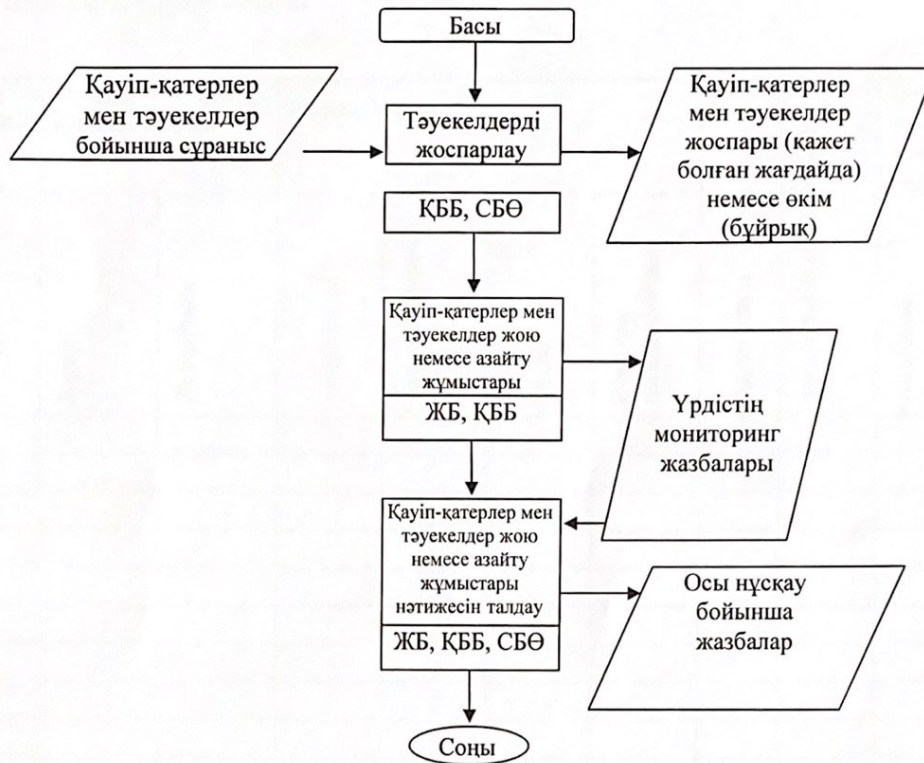 Басы
Қауіп-қатерлер
мен тәуекелдер
бойынша сұраныс
Тәуекелдерді
жоспарлау
Қауіп-қатерлер
мен тәуекелдер
жоспары (қажет
болған жағдайда)
немесе өкім
(бұйрық)
ҚББ, СБӨ
Қауіп-қатерлер мен
тәуекелдер жою
немесе азайту
жұмыстары
ЖБ, ҚББ
Үрдістің
мониторинг
жазбалары
Қауіп-қатерлер мен
тәуекелдер жою
немесе азайту
жұмыстары
нәтижесін талдау
ЖБ, ҚББ, СБӨ
Осы нұсқау
бойынша
жазбалар
Соңы